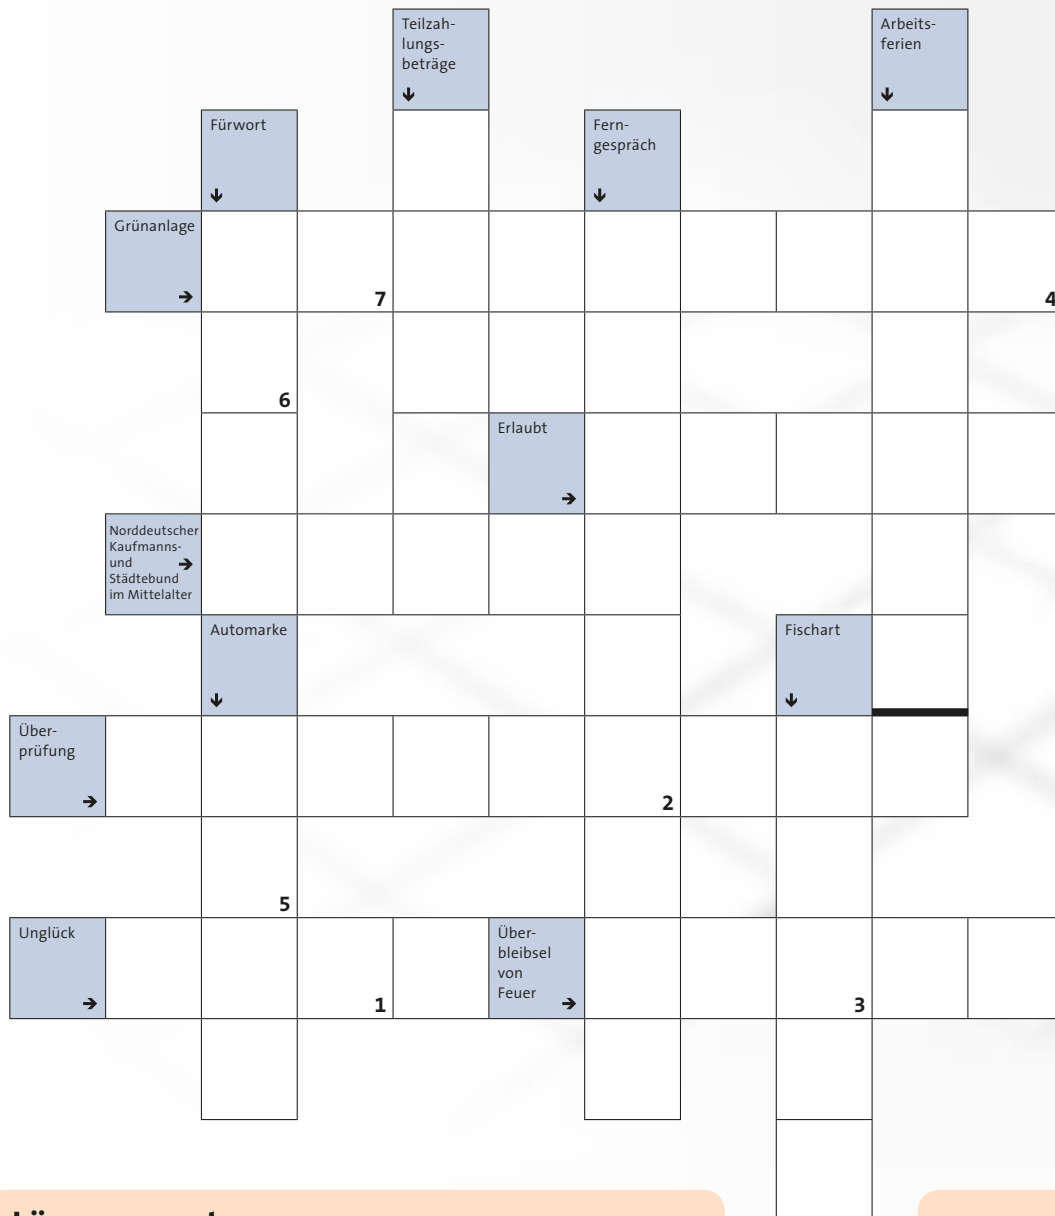 Teilzah-
lungs-
beträge
Arbeits-
ferien
Fürwort
Fern-
gespräch
Grünanlage
7
4
6
Erlaubt
Norddeutscher
Kaufmanns-
und
Städtebund
im Mittelalter
Automarke
Fischart
Über-
prüfung
2
5
Unglück
1
Über-
bleibsel
von
Feuer
3